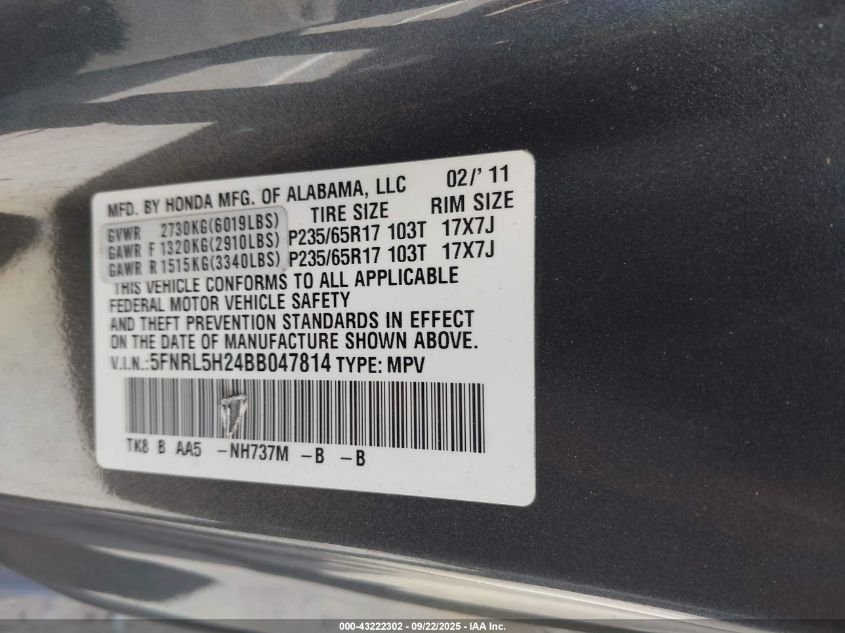 MFD. BY HONDA MFG. OF ALABAMA, LLC 02/' 11
TIRE SIZE RIM SIZE
GVWR 2730KG(6019LBS)
GAWR F 1320KG(2910LBS) P235/65R17 103T 17X7J
GAWR R 1515KG(3340LBS) P235/65R17 103T 17X7J
THIS VEHICLE CONFORMS TO ALL APPLICABLE
FEDERAL MOTOR VEHICLE SAFETY
AND THEFT PREVENTION STANDARDS IN EFFECT
ON THE DATE OF MANUFACTURE SHOWN ABOVE.
V.I.N.:5FNRL5H24BB047814 TYPE: MPV
TK8 B AA5 -NH737M -B -B
000-43222302 - 09/22/2025 - IAA Inc.